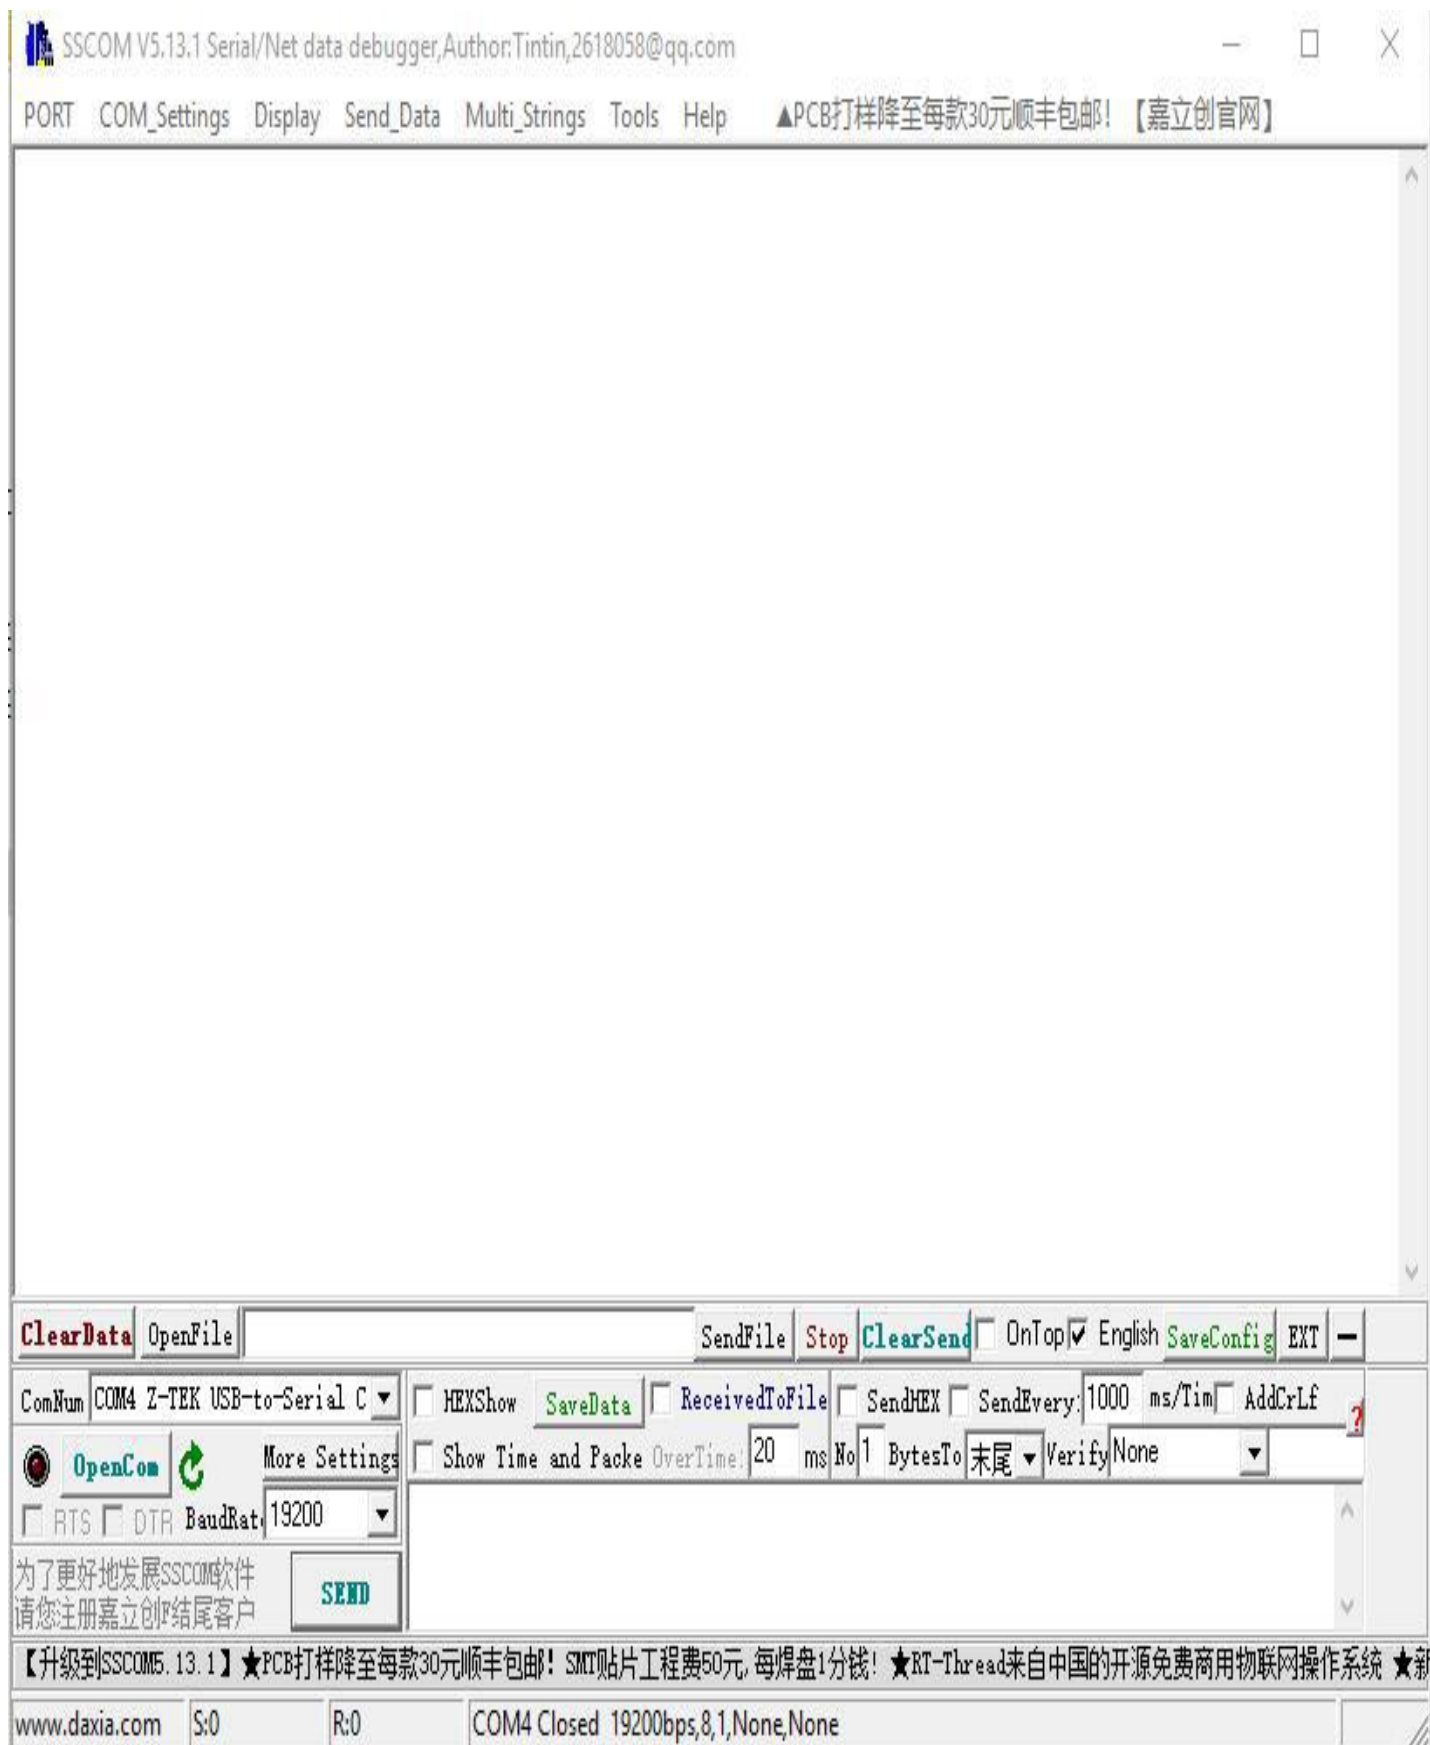 SSCOM V5.13.1 Serial/Net data debugger,Author:Tintin,2618058@qq.com
PORT COM_Settings Display Send_Data Multi_Strings Tools Help ▲PCB打样降至每款30元顺丰包邮!【嘉立创官网】
ClearData OpenFile SendFile Stop ClearSend OnTop English SaveConfig EXT —
ComNum COM4 Z-TEK USB-to-Serial C HEXShow SaveData ReceivedToFile SendHEX SendEvery: 1000 ms/Tim AddCrLf ?
OpenCom More Settings Show Time and Packe OverTime: 20 ms No 1 BytesTo 末尾 Verify None
RTS DTR BaudRat 19200
为了更好地发展SSCOM软件
请您注册嘉立创F结尾客户
SEND
【升级到SSCOM5.13.1】★PCB打样降至每款30元顺丰包邮! SMT贴片工程费50元,每焊盘1分钱! ★RT-Thread来自中国的开源免费商用物联网操作系统 ★新
www.daxia.com S:0 R:0 COM4 Closed 19200bps,8,1,None,None